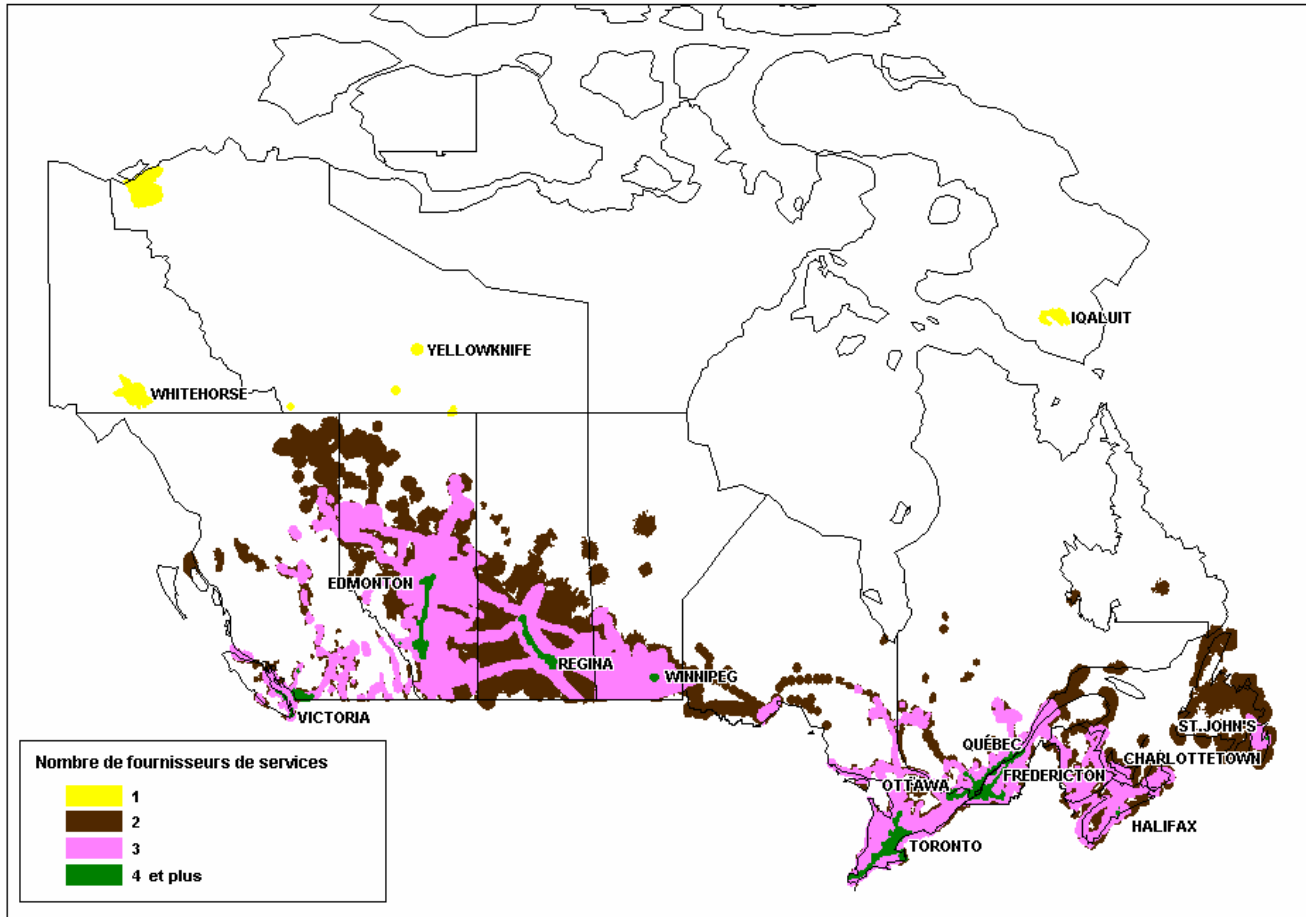 IQALUIT
YELLOWKNIFE
WHITEHORSE
EDMONTON
REGINA
WINNIPEG
VICTORIA
ST.JOHN'S
QUÉBEC
CHARLOTTETOWN
FREDERICTON
OTTAWA
HALIFAX
TORONTO
Nombre de fournisseurs de services
1
2
3
4 et plus